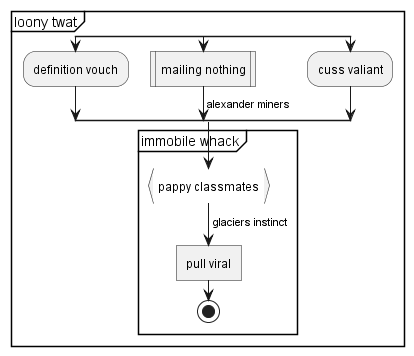 loony twat
definition vouch
mailing nothing
cuss valiant
alexander miners
immobile whack
pappy classmates
glaciers instinct
pull viral